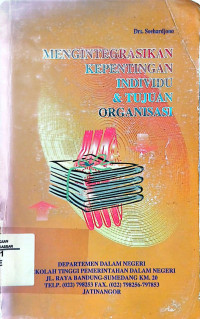 Drs. Soehardjono
MENGINTEGRASIKAN
KEPENTINGAN
INDIVIDU
& TUJUAN
ORGANISASI
DEPARTEMEN DALAM NEGERI
SEKOLAH TINGGI PEMERINTAHAN DALAM NEGERI
JL. RAYA BANDUNG-SUMEDANG KM. 20
TELP. (022) 798253 FAX. (022) 798256-797853
JATINANGOR